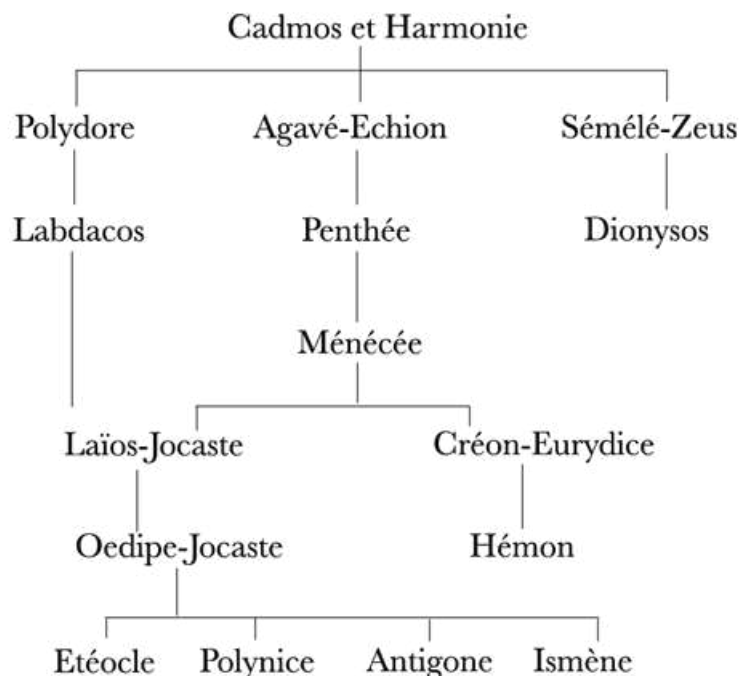 Cadmos et Harmonie
Polydore Agavé-Echion Sémélé-Zeus
Labdacos Penthée Dionysos
Ménécée
Laïos-Jocaste Créon-Eurydice
Oedipe-Jocaste Hémon
Etéocle Polynice Antigone Ismène